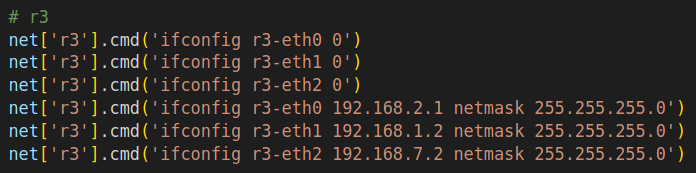 # r3
net['r3'].cmd('ifconfig r3-eth0 0')
net['r3'].cmd('ifconfig r3-eth1 0')
net['r3'].cmd('ifconfig r3-eth2 0')
net['r3'].cmd('ifconfig r3-eth0 192.168.2.1 netmask 255.255.255.0')
net['r3'].cmd('ifconfig r3-eth1 192.168.1.2 netmask 255.255.255.0')
net['r3'].cmd('ifconfig r3-eth2 192.168.7.2 netmask 255.255.255.0')